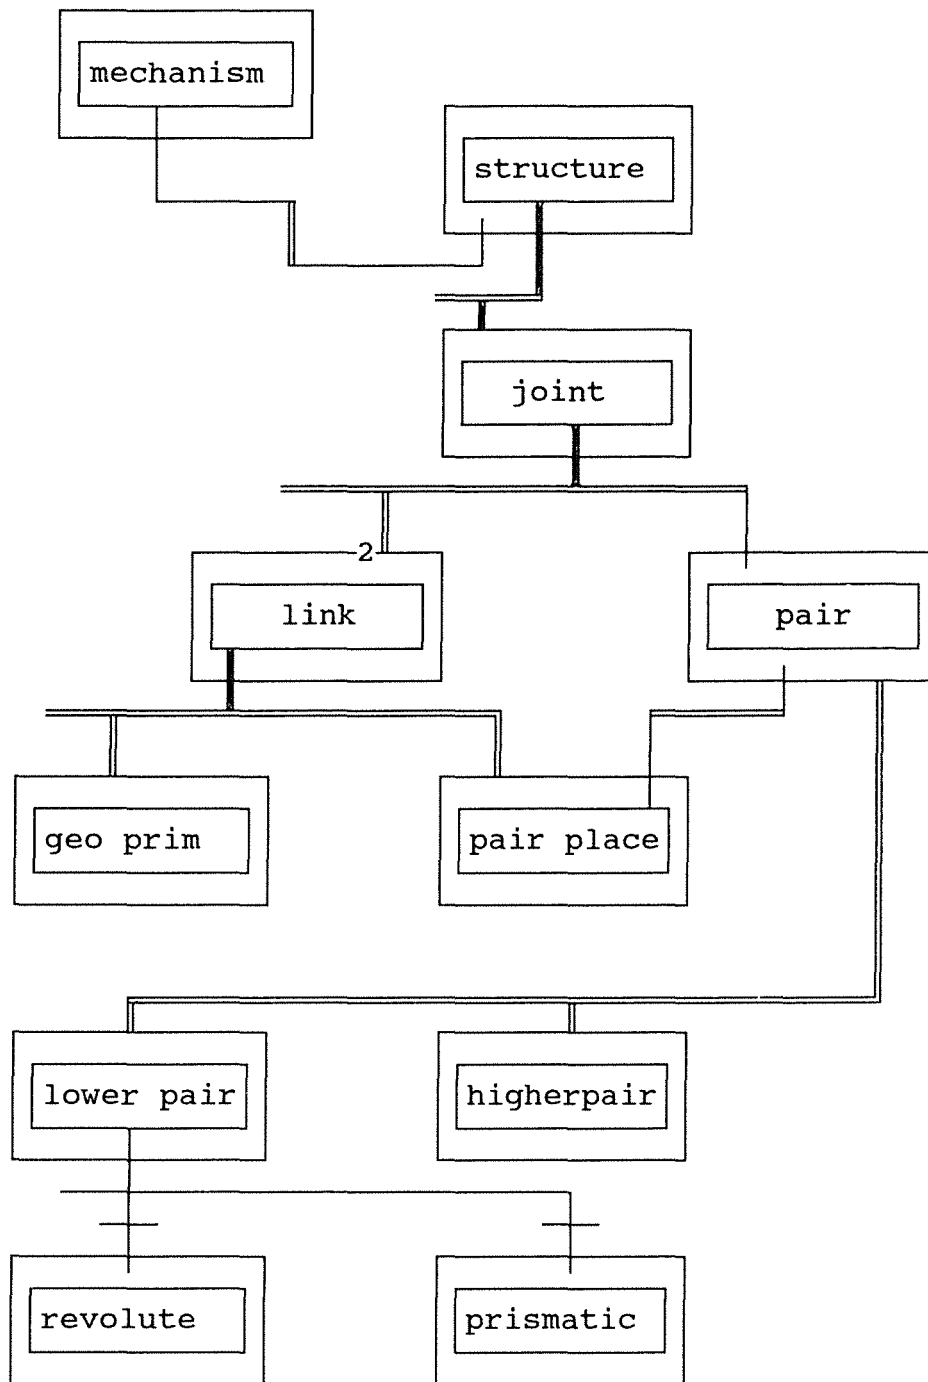 mechanism
structure
joint
2
link
pair
geo prim
pair place
lower pair
higherpair
revolute
prismatic